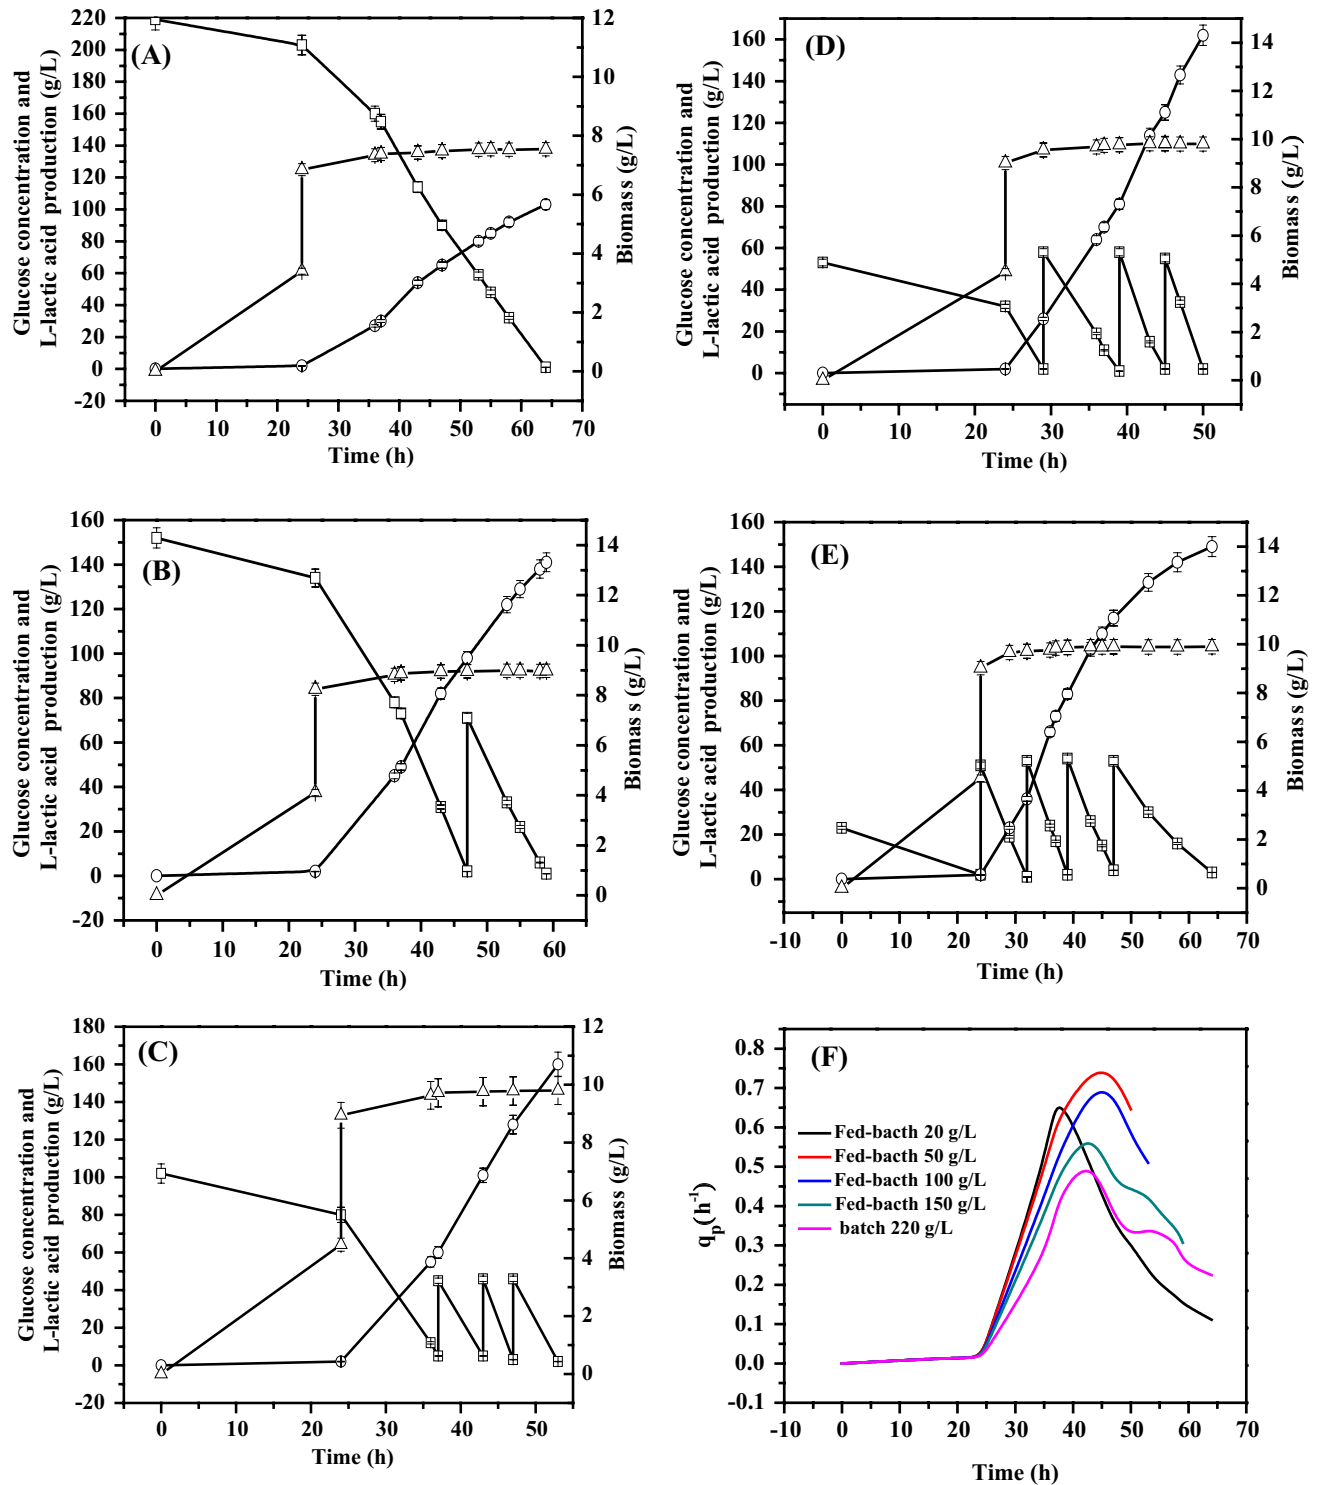 (A)
Glucose concentration and
L-lactic acid production (g/L)
220
200
180
160
140
120
100
80
60
40
20
0
-20
12
10
8
6
4
2
0
Biomass (g/L)
0 10 20 30 40 50 60 70
Time (h)
(D)
Glucose concentration and
L-lactic acid production (g/L)
160
140
120
100
80
60
40
20
0
14
12
10
8
6
4
2
0
Biomass (g/L)
0 10 20 30 40 50
Time (h)
(B)
Glucose concentration and
L-lactic acid production (g/L)
160
140
120
100
80
60
40
20
0
-20
14
12
10
8
6
4
2
0
Biomass (g/L)
0 10 20 30 40 50 60
Time (h)
(E)
Glucose concentration and
L-lactic acid production (g/L)
160
140
120
100
80
60
40
20
0
14
12
10
8
6
4
2
0
Biomass (g/L)
-10 0 10 20 30 40 50 60 70
Time (h)
(C)
Glucose concentration and
L-lactic acid production (g/L)
180
160
140
120
100
80
60
40
20
0
-20
12
10
8
6
4
2
0
Biomass (g/L)
0 10 20 30 40 50
Time (h)
(F)
qp(h-1)
0.8
0.7
0.6
0.5
0.4
0.3
0.2
0.1
0.0
-0.1
Fed-bacth 20 g/L
Fed-bacth 50 g/L
Fed-bacth 100 g/L
Fed-bacth 150 g/L
batch 220 g/L
-10 0 10 20 30 40 50 60 70
Time (h)